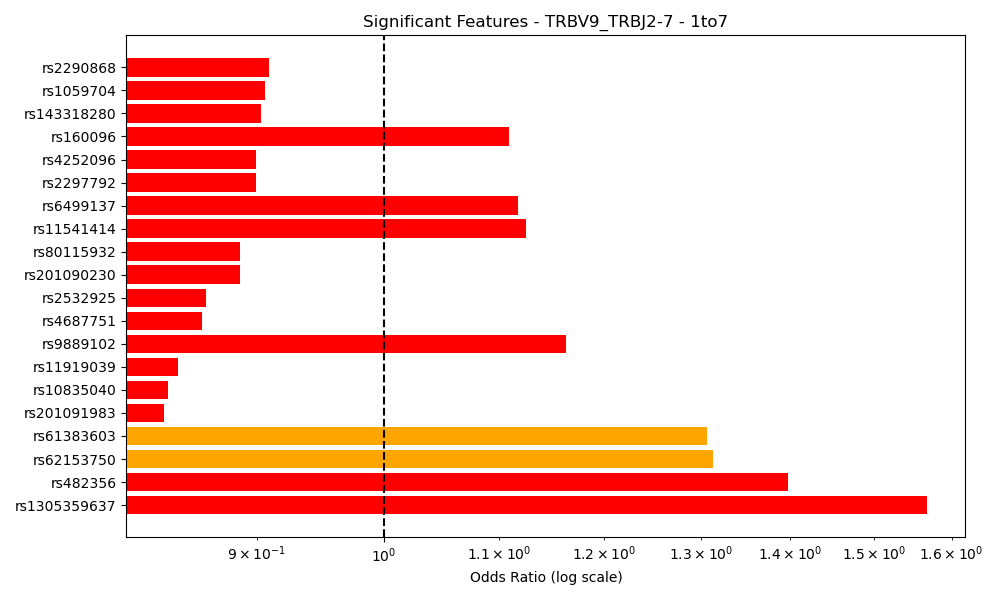 Significant Features - TRBV9_TRBJ2-7 - 1to7
rs2290868
rs1059704
rs143318280
rs160096
rs4252096
rs2297792
rs6499137
rs11541414
rs80115932
rs201090230
rs2532925
rs4687751
rs9889102
rs11919039
rs10835040
rs201091983
rs61383603
rs62153750
rs482356
rs1305359637
9 × 10⁻¹ 10⁰ 1.1 × 10⁰ 1.2 × 10⁰ 1.3 × 10⁰ 1.4 × 10⁰ 1.5 × 10⁰ 1.6 × 10⁰
Odds Ratio (log scale)